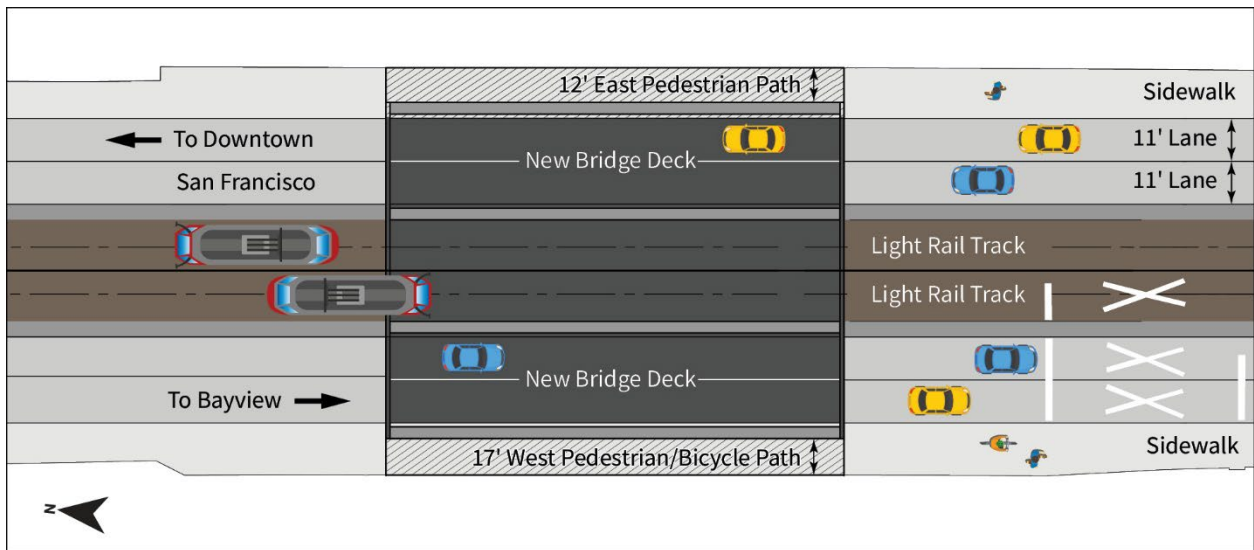 12' East Pedestrian Path
Sidewalk
To Downtown
San Francisco
New Bridge Deck
11' Lane
11' Lane
Light Rail Track
Light Rail Track
New Bridge Deck
To Bayview
17' West Pedestrian/Bicycle Path
Sidewalk
N